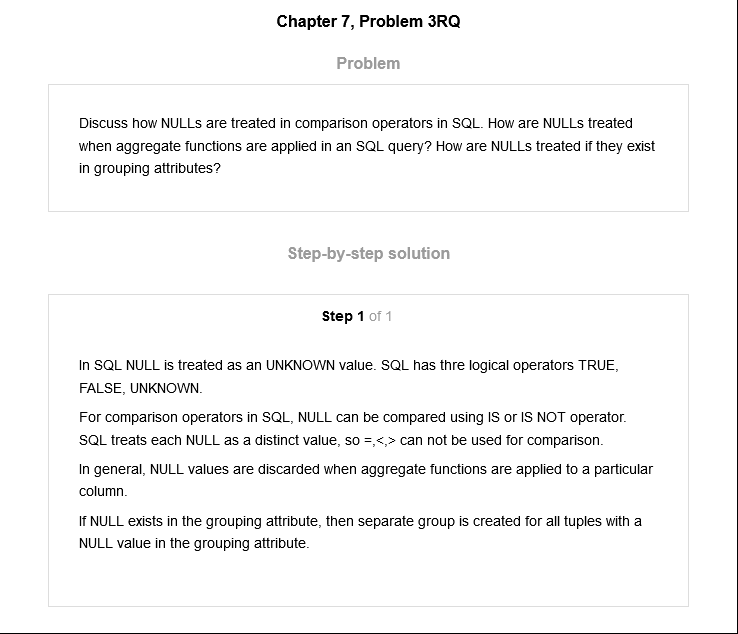 Chapter 7, Problem 3RQ
Problem
Discuss how NULLs are treated in comparison operators in SQL. How are NULLs treated
when aggregate functions are applied in an SQL query? How are NULLs treated if they exist
in grouping attributes?
Step-by-step solution
Step 1 of 1
In SQL NULL is treated as an UNKNOWN value. SQL has thre logical operators TRUE,
FALSE, UNKNOWN.
For comparison operators in SQL, NULL can be compared using IS or IS NOT operator.
SQL treats each NULL as a distinct value, so =,<,> can not be used for comparison.
In general, NULL values are discarded when aggregate functions are applied to a particular
column.
If NULL exists in the grouping attribute, then separate group is created for all tuples with a
NULL value in the grouping attribute.